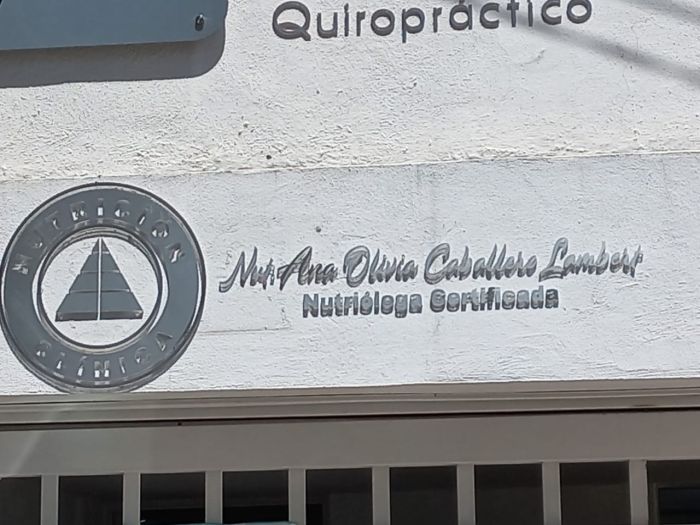 Quiropráctico
NUTRICIÓN
CLÍNICA
Nut. Ana Olivia Caballero Lambert
Nutrióloga Certificada